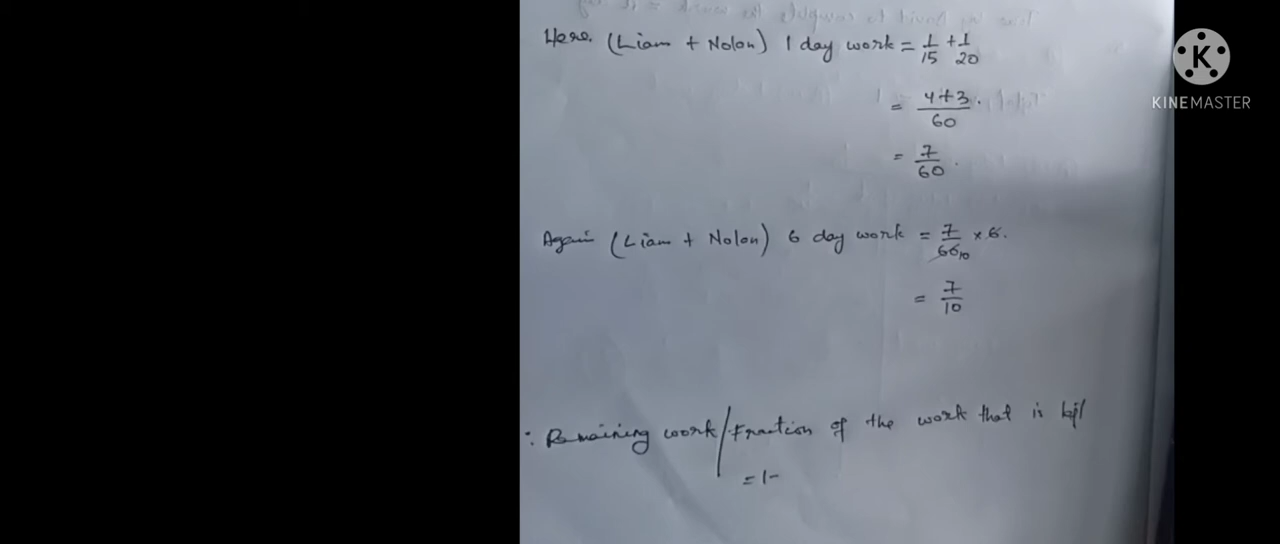 Here. (Liam + Nolon) 1 day work = 1/15 + 1/20
= 4+3/60
= 7/60
Again (Liam + Nolon) 6 day work = 7/60 10 × 6.
= 7/10
∴ Remaining work/Fraction of the work that is left
= 1-
K
KINEMASTER